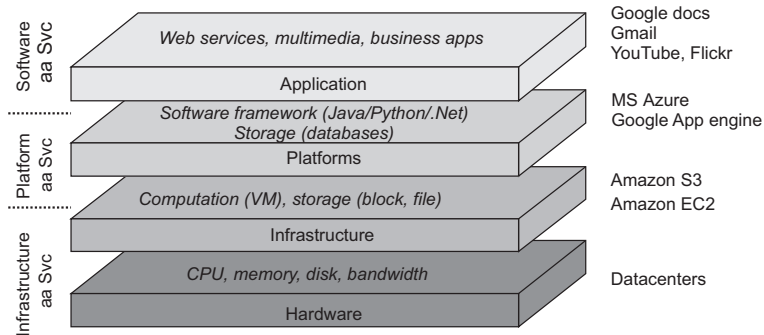 Software
aa Svc
Web services, multimedia, business apps
Application
Google docs
Gmail
YouTube, Flickr
Platform
aa Svc
Software framework (Java/Python/.Net)
Storage (databases)
Platforms
MS Azure
Google App engine
Infrastructure
aa Svc
Computation (VM), storage (block, file)
Infrastructure
Amazon S3
Amazon EC2
CPU, memory, disk, bandwidth
Hardware
Datacenters